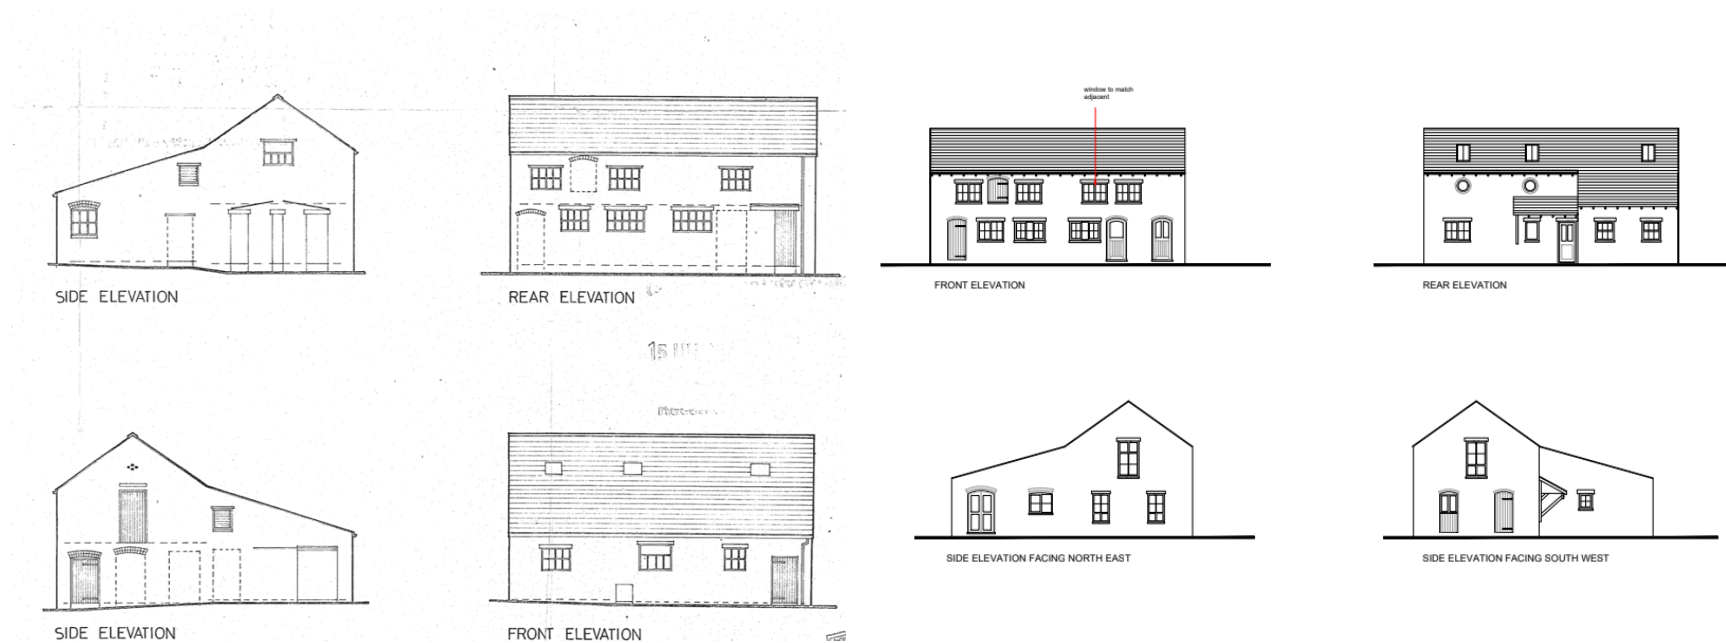 window to match
adjacent
SIDE ELEVATION
REAR ELEVATION
FRONT ELEVATION
REAR ELEVATION
15
SIDE ELEVATION
FRONT ELEVATION
SIDE ELEVATION FACING NORTH EAST
SIDE ELEVATION FACING SOUTH WEST